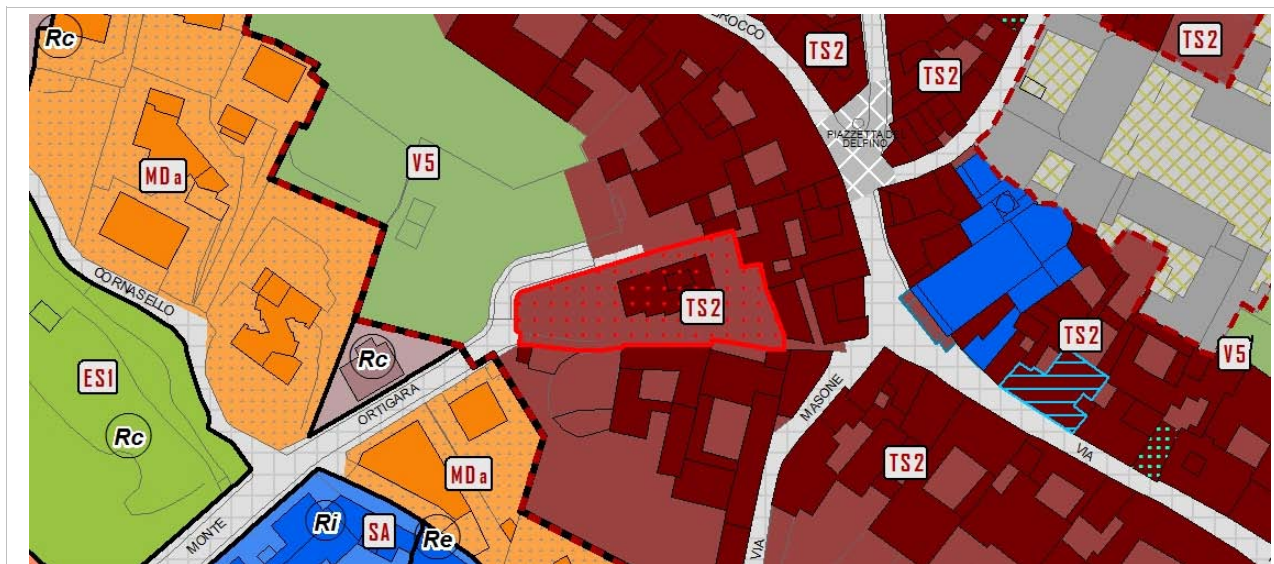 Rc
ROCCO
TS2
TS2
TS2
PIAZZETTA DEL
DELFINO
MDa
V5
CORNASELLO
TS2
Rc
ORTIGARA
TS2
V5
ES1
Rc
MASONE
MDa
TS2
VIA
MONTE
Ri
SA
Re
VIA